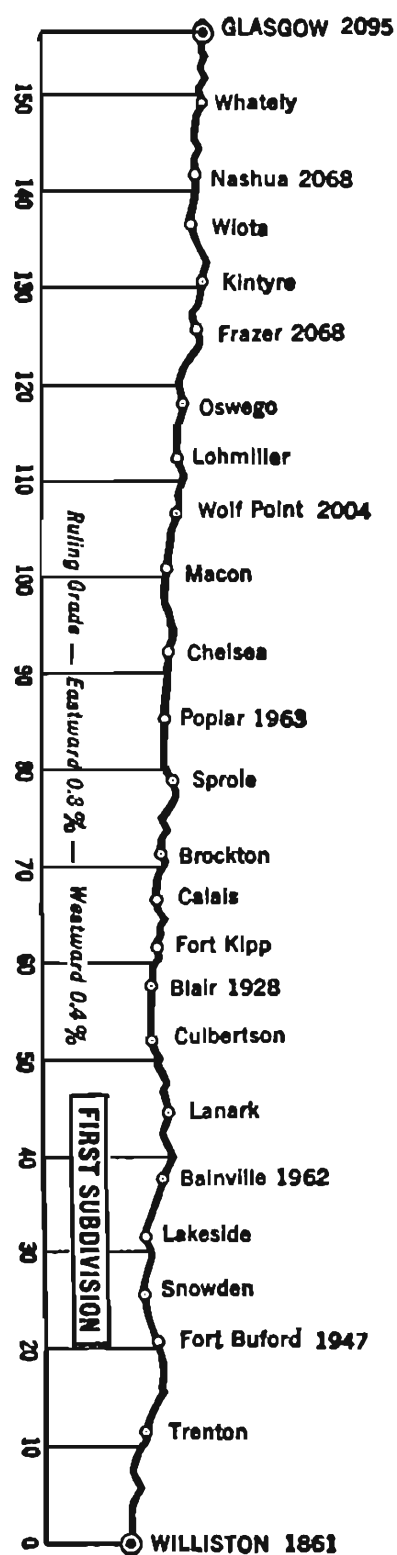 GLASGOW 2095
150
Whately
Nashua 2068
140
Wiota
Kintyre
130
Frazer 2068
120
Oswego
Lohmiller
110
Wolf Point 2004
Macon
100
Chelsea
90
Poplar 1963
80
Sprole
Brockton
70
Calais
Fort Kipp
60
Blair 1928
Culbertson
50
Lanark
40
Bainville 1962
Lakeside
30
Snowden
Fort Buford 1947
20
Trenton
10
WILLISTON 1861
0
Ruling Grade — Eastward 0.3% — Westward 0.4%
FIRST SUBDIVISION